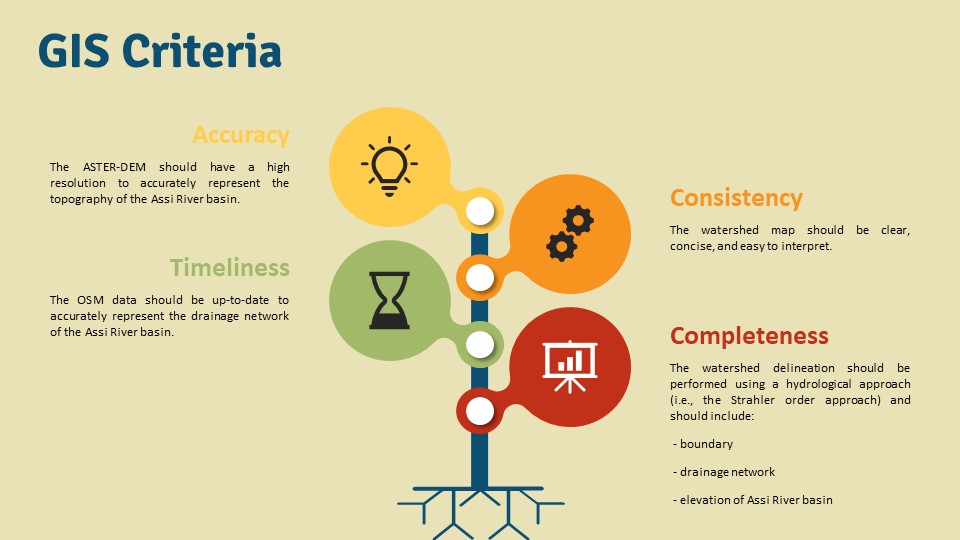 GIS Criteria
Accuracy
The ASTER-DEM should have a high
resolution to accurately represent the
topography of the Assi River basin.
Timeliness
The OSM data should be up-to-date to
accurately represent the drainage network
of the Assi River basin.
Consistency
The watershed map should be clear,
concise, and easy to interpret.
Completeness
The watershed delineation should be
performed using a hydrological approach
(i.e., the Strahler order approach) and
should include:
- boundary
- drainage network
- elevation of Assi River basin